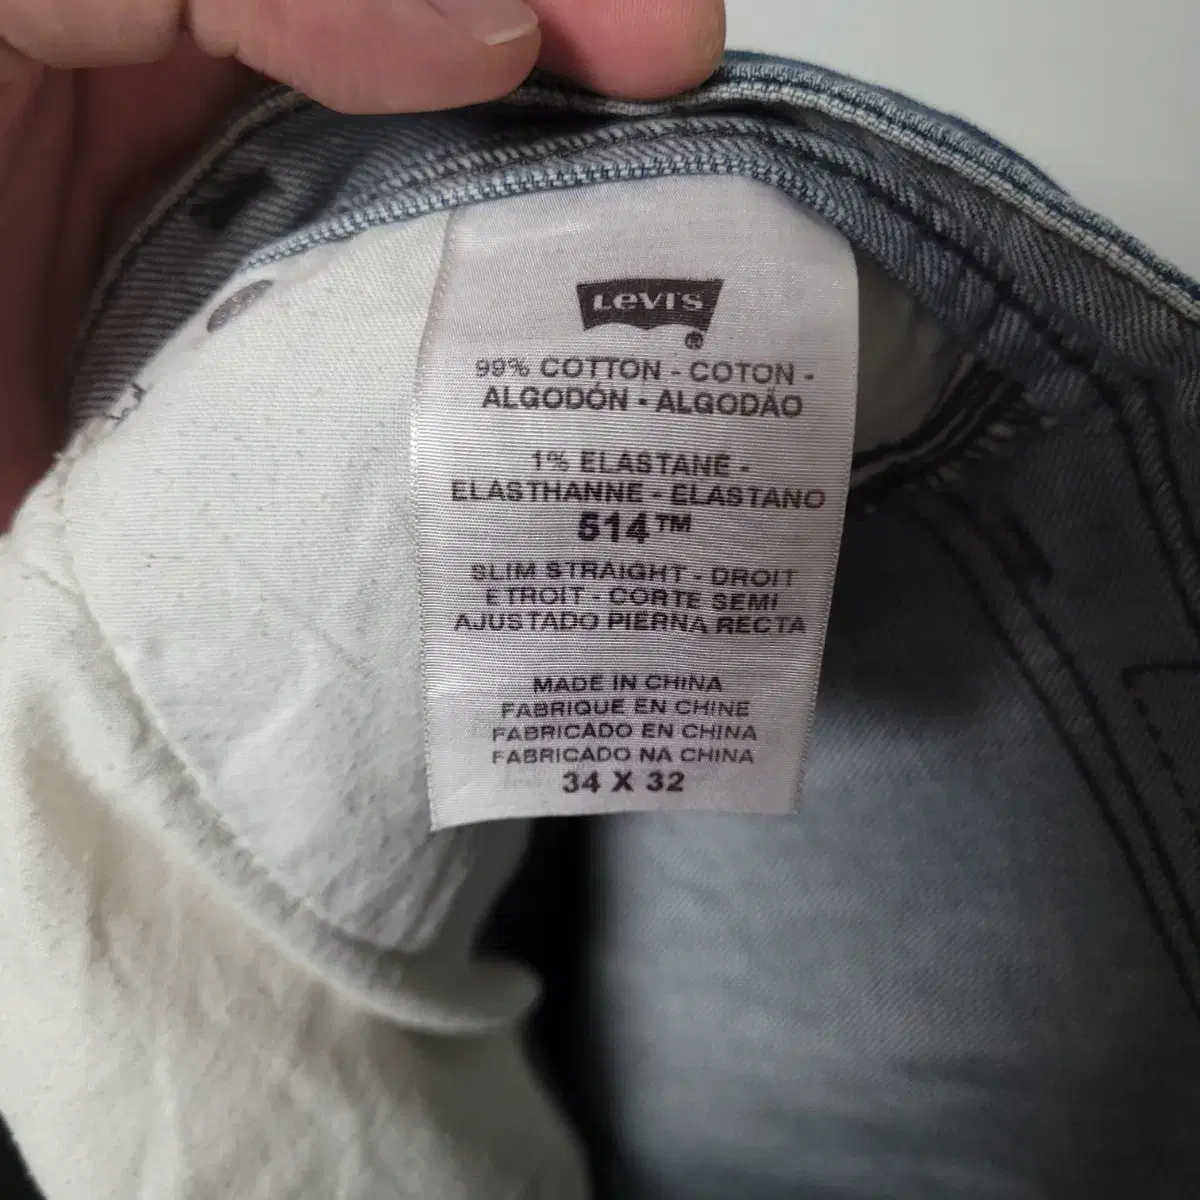 LEVI'S
®
99% COTTON - COTON -
ALGODÓN - ALGODÃO
1% ELASTANE -
ELASTHANNE - ELASTANO
514™
SLIM STRAIGHT - DROIT
ETROIT - CORTE SEMI
AJUSTADO PIERNA RECTA
MADE IN CHINA
FABRIQUE EN CHINE
FABRICADO EN CHINA
FABRICADO NA CHINA
34 X 32